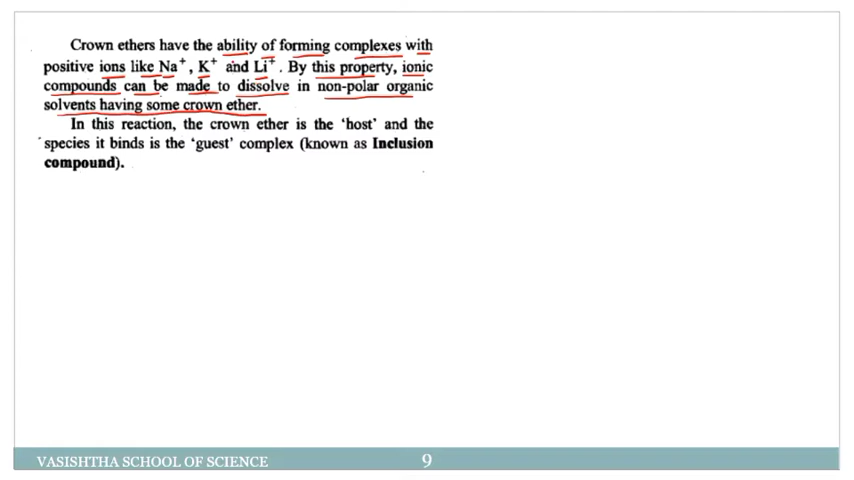 Crown ethers have the ability of forming complexes with
positive ions like Na⁺, K⁺ and Li⁺. By this property, ionic
compounds can be made to dissolve in non-polar organic
solvents having some crown ether.
In this reaction, the crown ether is the ‘host’ and the
species it binds is the ‘guest’ complex (known as Inclusion
compound).
VASISHTHA SCHOOL OF SCIENCE
9